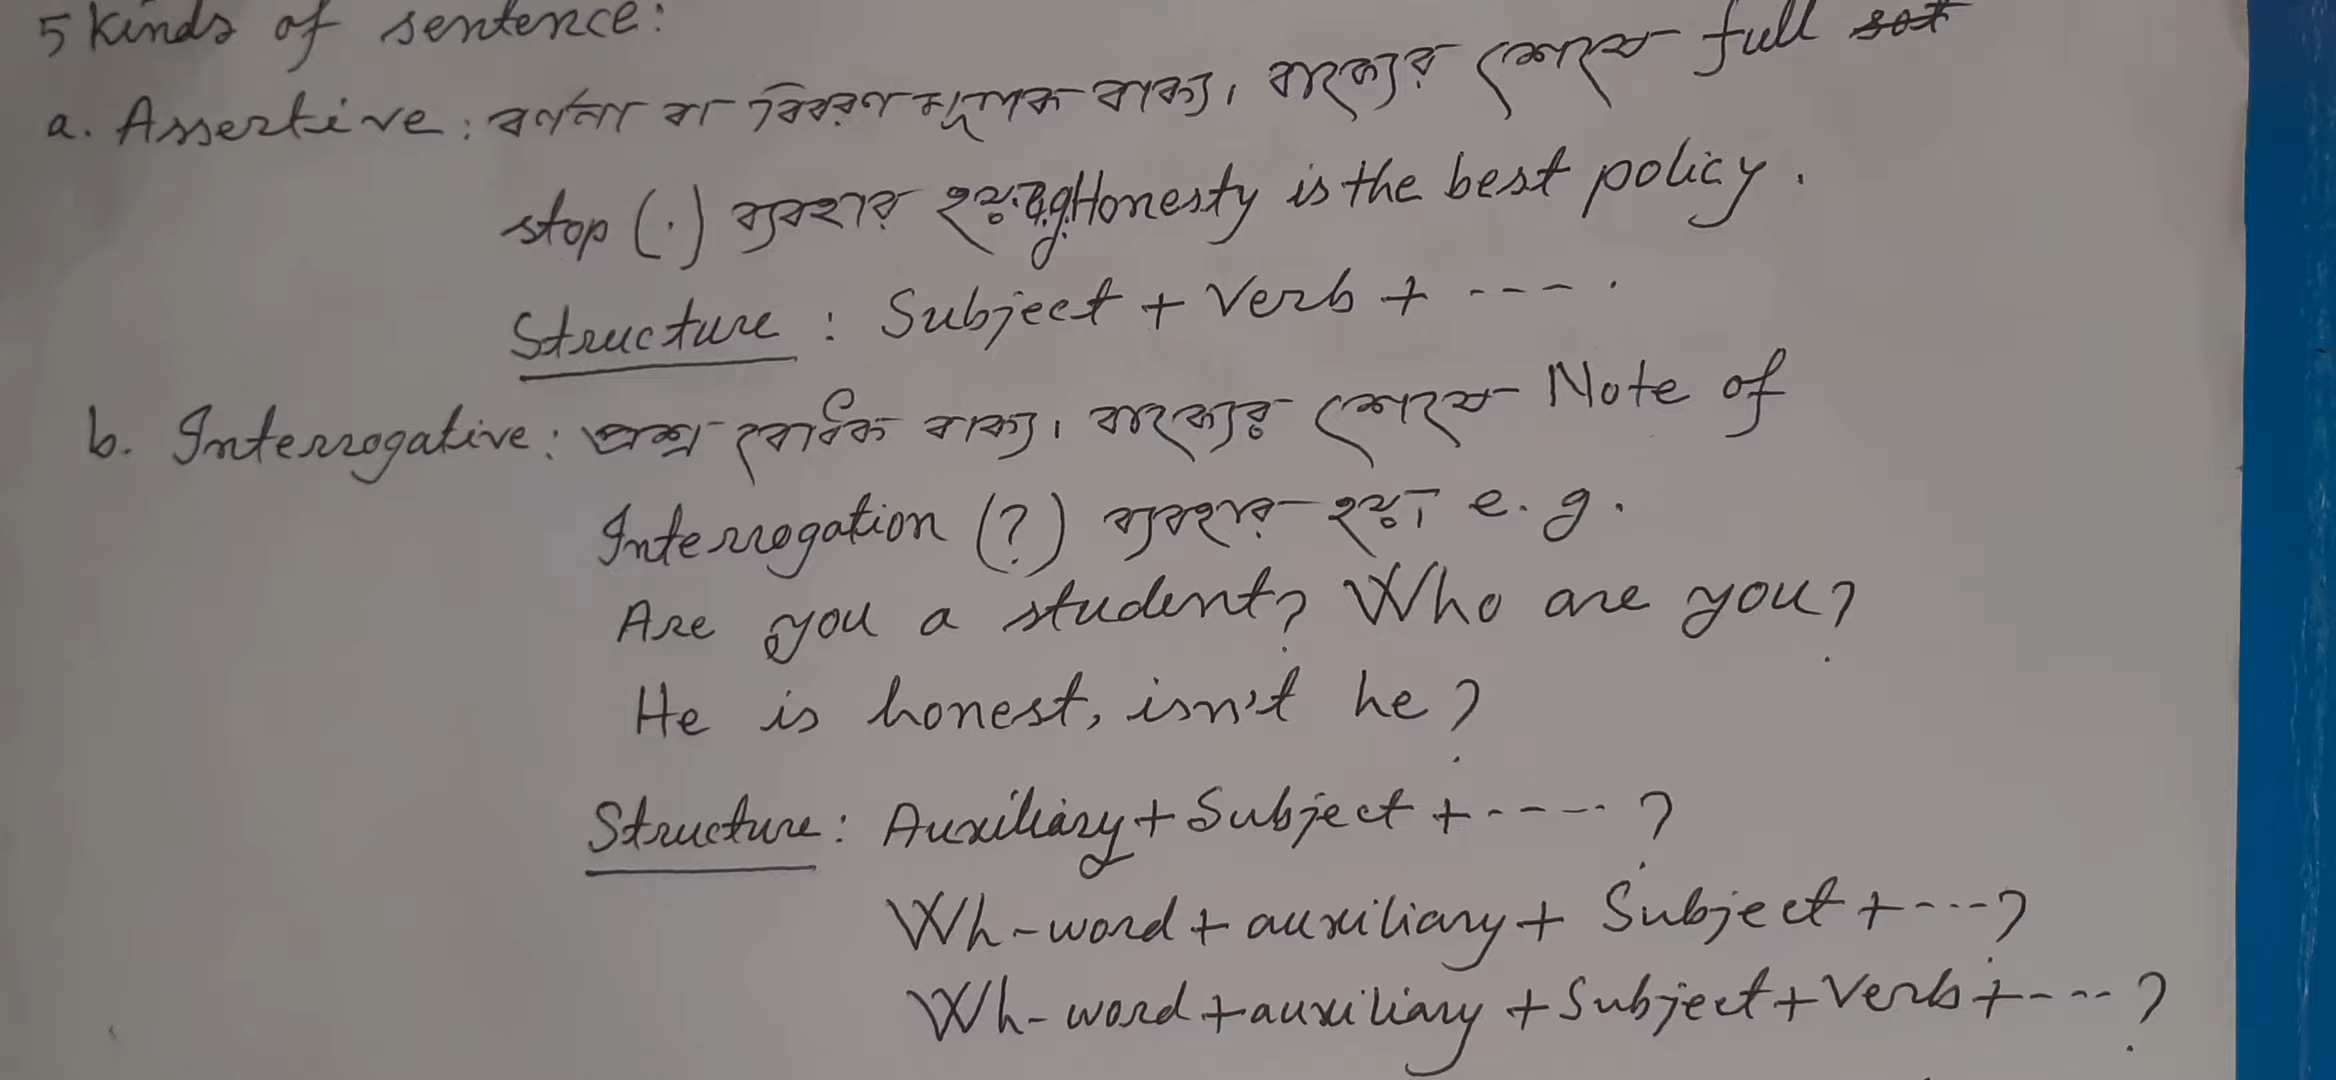 5 kinds of sentence:
a. Assertive: বর্ণনা বা বিবরণ মূলক বাক্য। বাক্যের শেষে full
stop (.) ব্যবহার হয়। e.g. Honesty is the best policy.
Structure : Subject + Verb + ----.
b. Interrogative: প্রশ্ন বোধক বাক্য। বাক্যের শেষে Note of
Interrogation (?) ব্যবহার হয়। e.g.
Are you a student? Who are you?
He is honest, isn't he?
Structure: Auxiliary + Subject + ----- ?
Wh-word + auxiliary + Subject + ---- ?
Wh-word + auxiliary + Subject + Verb + ---- ?